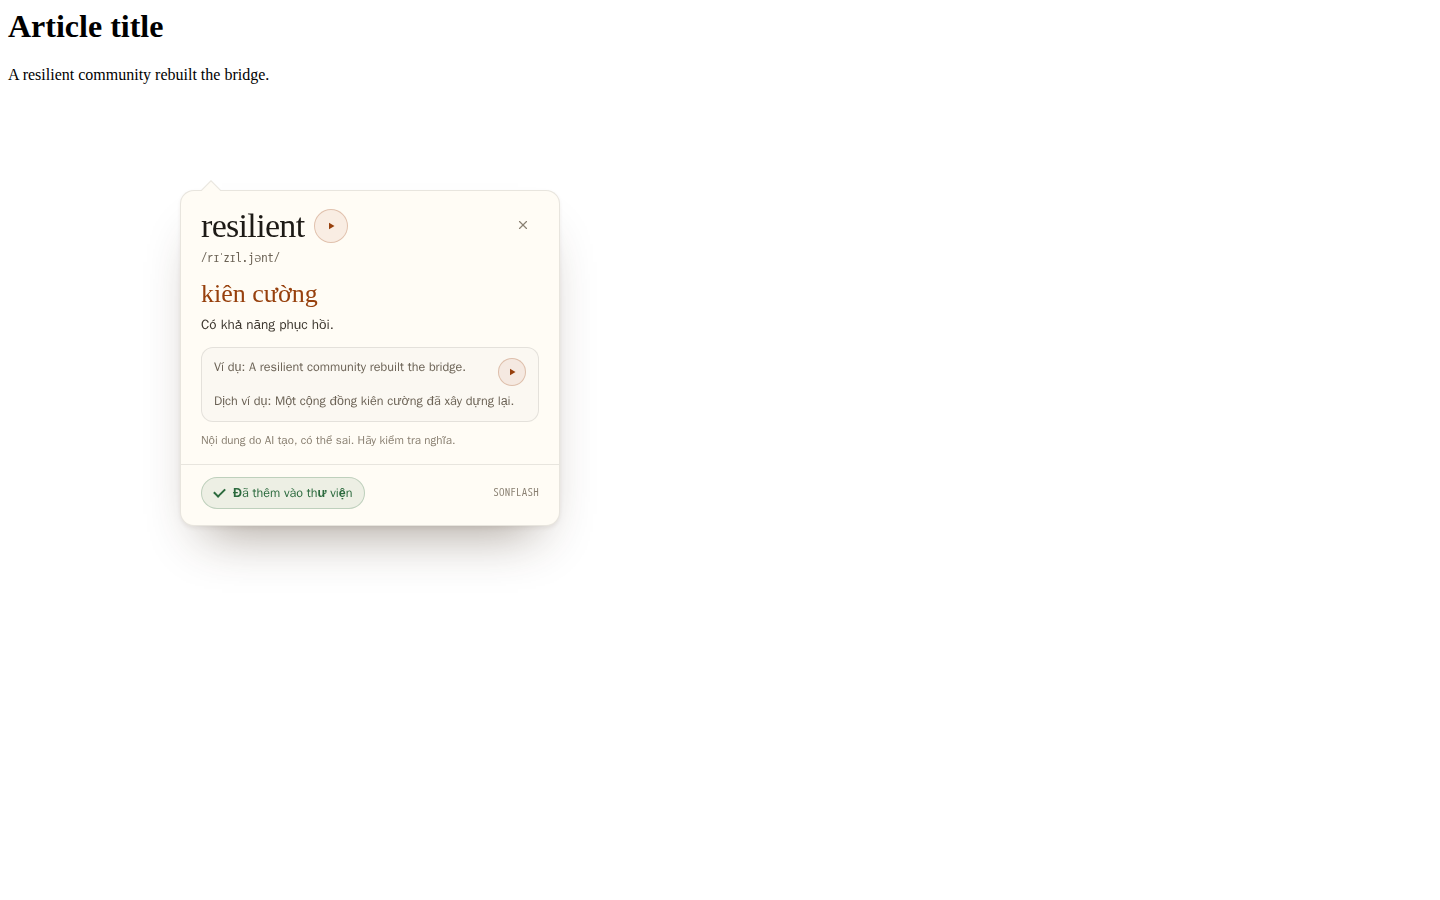 Article title
A resilient community rebuilt the bridge.
resilient
/rɪˈzɪl.jənt/
kiên cường
Có khả năng phục hồi.
Ví dụ: A resilient community rebuilt the bridge.
Dịch ví dụ: Một cộng đồng kiên cường đã xây dựng lại.
Nội dung do AI tạo, có thể sai. Hãy kiểm tra nghĩa.
Đã thêm vào thư viện
SONFLASH